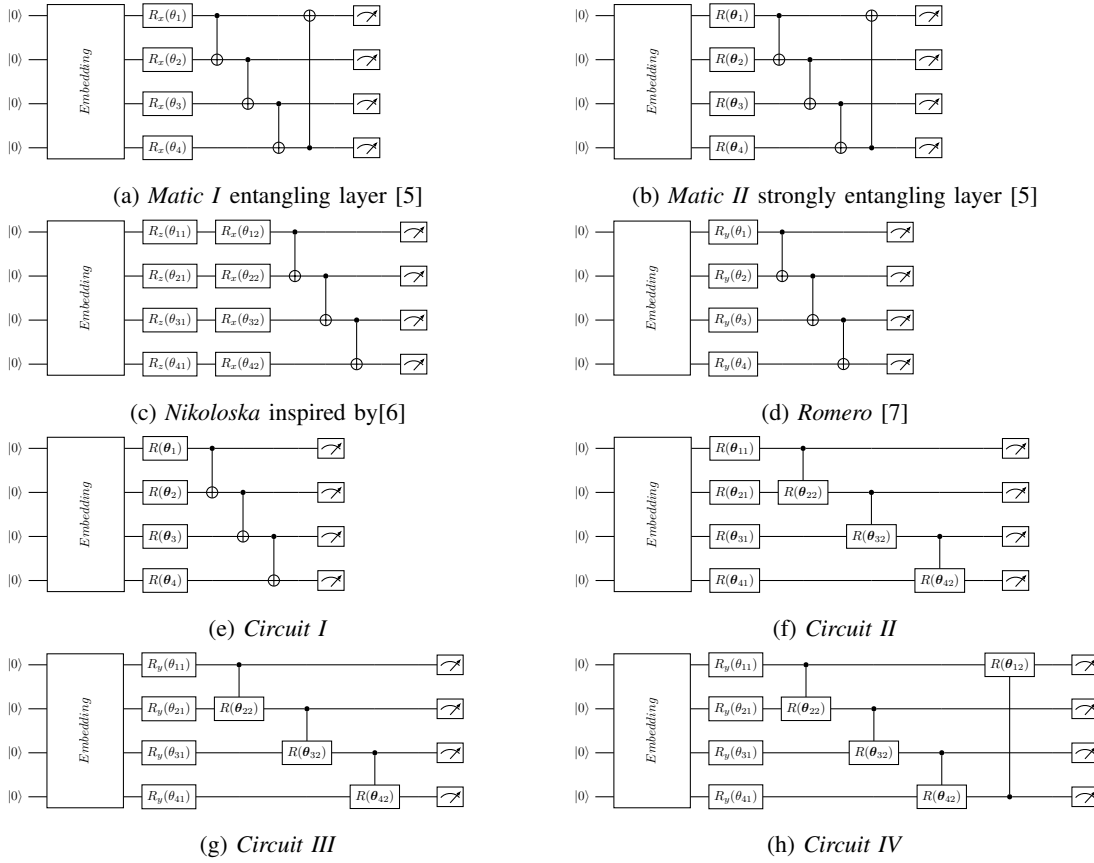 |0⟩ R_x(θ_1) |0⟩ R(θ_1)
|0⟩ R_x(θ_2) |0⟩ R(θ_2)
Embedding Embedding
|0⟩ R_x(θ_3) |0⟩ R(θ_3)
|0⟩ R_x(θ_4) |0⟩ R(θ_4)
(a) Matic I entangling layer [5] (b) Matic II strongly entangling layer [5]
|0⟩ R_z(θ_11) R_x(θ_12) |0⟩ R_y(θ_1)
|0⟩ R_z(θ_21) R_x(θ_22) |0⟩ R_y(θ_2)
Embedding Embedding
|0⟩ R_z(θ_31) R_x(θ_32) |0⟩ R_y(θ_3)
|0⟩ R_z(θ_41) R_x(θ_42) |0⟩ R_y(θ_4)
(c) Nikoloska inspired by[6] (d) Romero [7]
|0⟩ R(θ_1) |0⟩ R(θ_11)
|0⟩ R(θ_2) |0⟩ R(θ_21) R(θ_22)
Embedding Embedding
|0⟩ R(θ_3) |0⟩ R(θ_31) R(θ_32)
|0⟩ R(θ_4) |0⟩ R(θ_41) R(θ_42)
(e) Circuit I (f) Circuit II
|0⟩ R_y(θ_11) |0⟩ R_y(θ_11) R(θ_12)
|0⟩ R_y(θ_21) R(θ_22) |0⟩ R_y(θ_21) R(θ_22)
Embedding Embedding
|0⟩ R_y(θ_31) R(θ_32) |0⟩ R_y(θ_31) R(θ_32)
|0⟩ R_y(θ_41) R(θ_42) |0⟩ R_y(θ_41) R(θ_42)
(g) Circuit III (h) Circuit IV